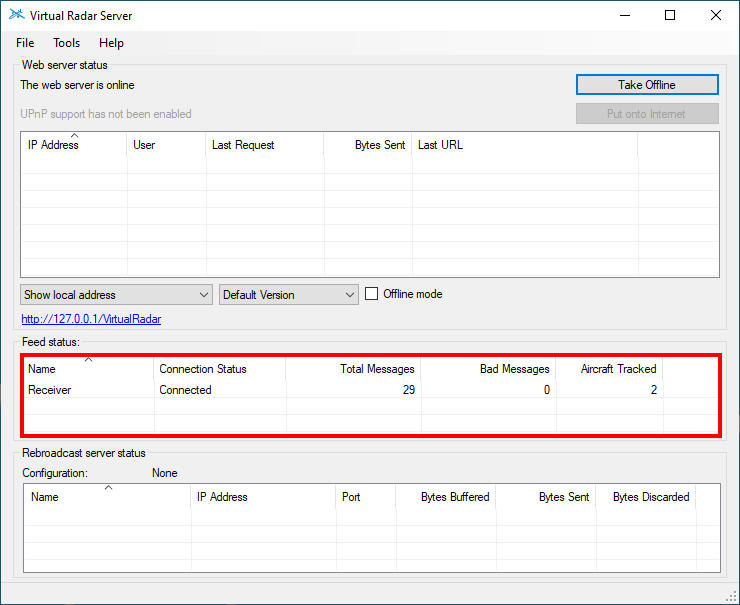 Virtual Radar Server
File Tools Help
Web server status
The web server is online
Take Offline
UPnP support has not been enabled
Put onto Internet
IP Address User Last Request Bytes Sent Last URL
Show local address Default Version Offline mode
http://127.0.0.1/VirtualRadar
Feed status:
Name Connection Status Total Messages Bad Messages Aircraft Tracked
Receiver Connected 29 0 2
Rebroadcast server status
Configuration: None
Name IP Address Port Bytes Buffered Bytes Sent Bytes Discarded